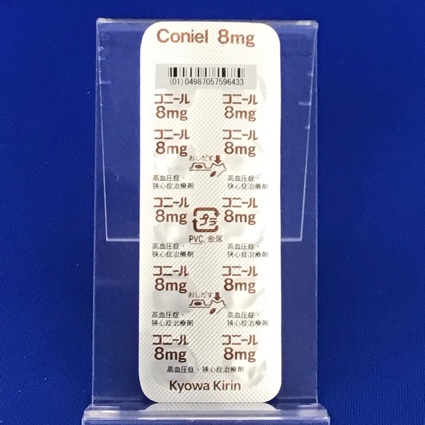 Coniel 8mg
(01)04987057596433
コニール コニール
8mg 8mg
コニール コニール
8mg 8mg
おしだす
高血圧症・ 高血圧症・
狭心症治療剤 狭心症治療剤
コニール コニール
8mg 8mg
プラ
PVC, 金属
高血圧症・ 高血圧症・
狭心症治療剤 狭心症治療剤
コニール コニール
8mg 8mg
おしだす
高血圧症・ 高血圧症・
狭心症治療剤 狭心症治療剤
コニール コニール
8mg 8mg
高血圧症・狭心症治療剤
Kyowa Kirin